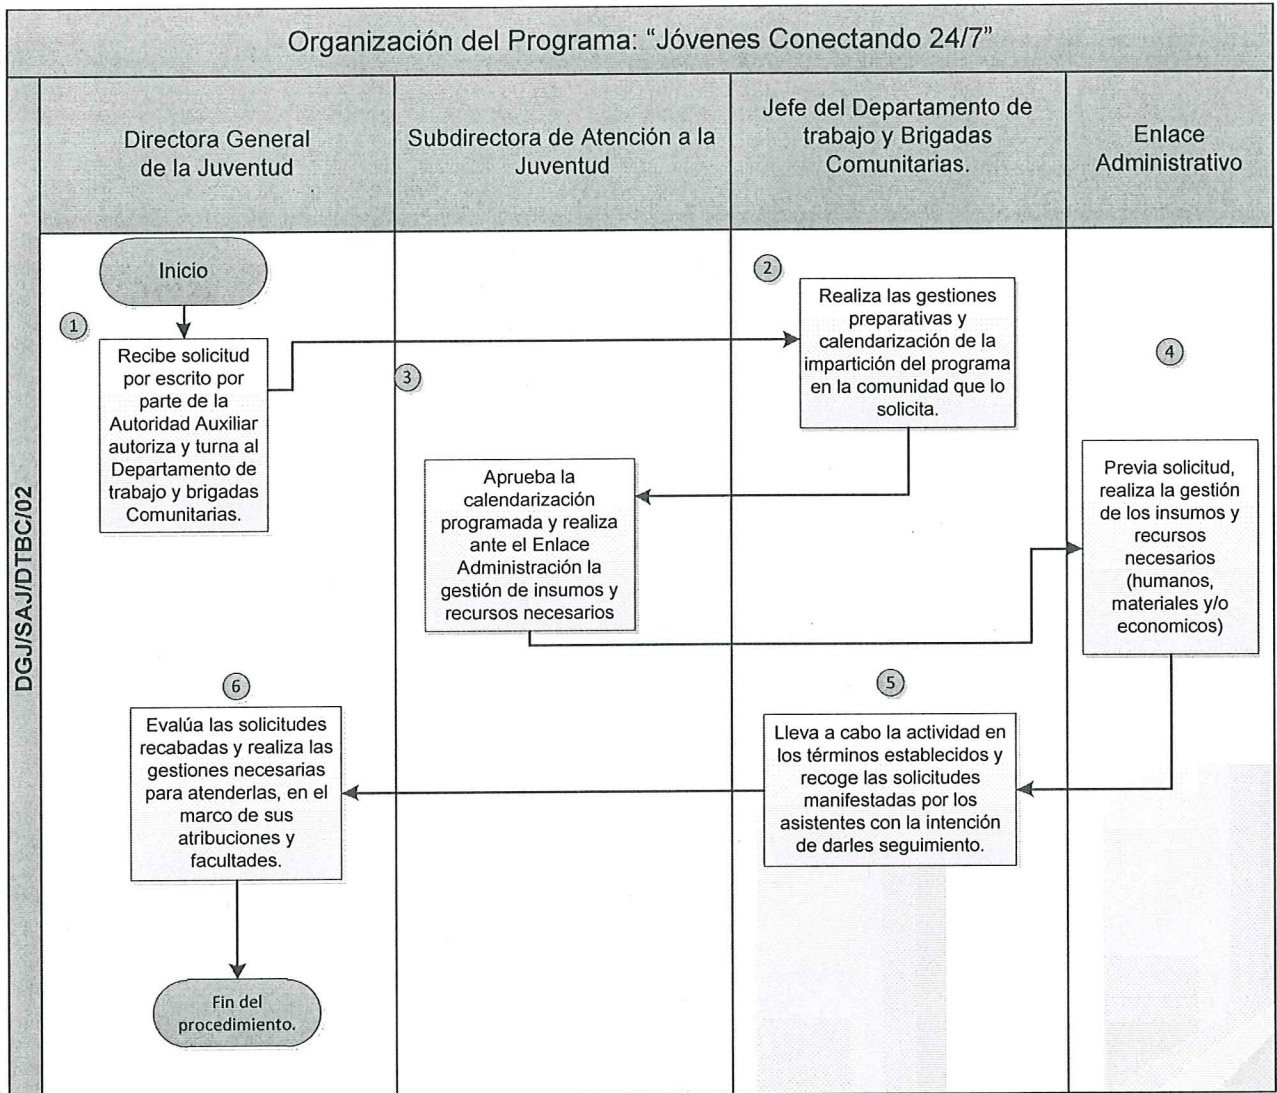 Organización del Programa: "Jóvenes Conectando 24/7"
DGJ/SAJ/DTBC/02
Directora General
de la Juventud
Subdirectora de Atención a la
Juventud
Jefe del Departamento de
trabajo y Brigadas
Comunitarias.
Enlace
Administrativo
Inicio
1
Recibe solicitud
por escrito por
parte de la
Autoridad Auxiliar
autoriza y turna al
Departamento de
trabajo y brigadas
Comunitarias.
2
Realiza las gestiones
preparativas y
calendarización de la
impartición del programa
en la comunidad que lo
solicita.
3
Aprueba la
calendarización
programada y realiza
ante el Enlace
Administración la
gestión de insumos y
recursos necesarios
4
Previa solicitud,
realiza la gestión
de los insumos y
recursos
necesarios
(humanos,
materiales y/o
economicos)
5
Lleva a cabo la actividad en
los términos establecidos y
recoge las solicitudes
manifestadas por los
asistentes con la intención
de darles seguimiento.
6
Evalúa las solicitudes
recabadas y realiza las
gestiones necesarias
para atenderlas, en el
marco de sus
atribuciones y
facultades.
Fin del
procedimiento.